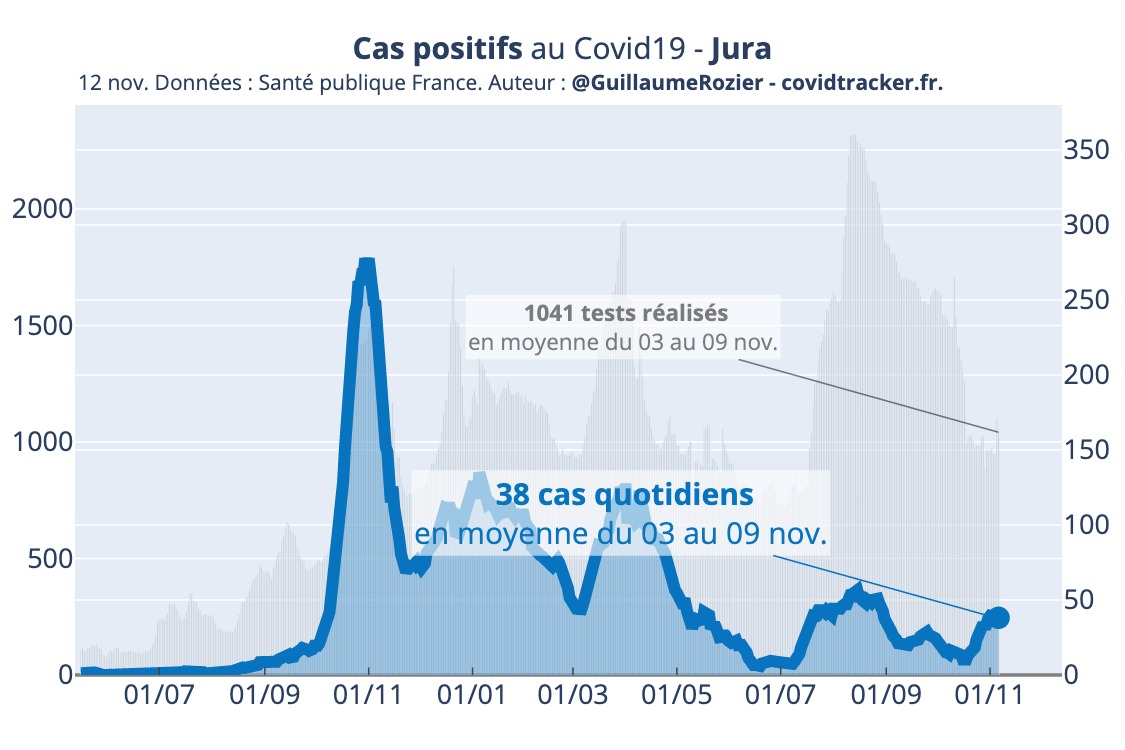 Cas positifs au Covid19 - Jura
12 nov. Données : Santé publique France. Auteur : @GuillaumeRozier - covidtracker.fr.
350
2000
300
1041 tests réalisés
en moyenne du 03 au 09 nov.
250
1500
200
1000
150
38 cas quotidiens
en moyenne du 03 au 09 nov.
100
500
50
0
0
01/07 01/09 01/11 01/01 01/03 01/05 01/07 01/09 01/11